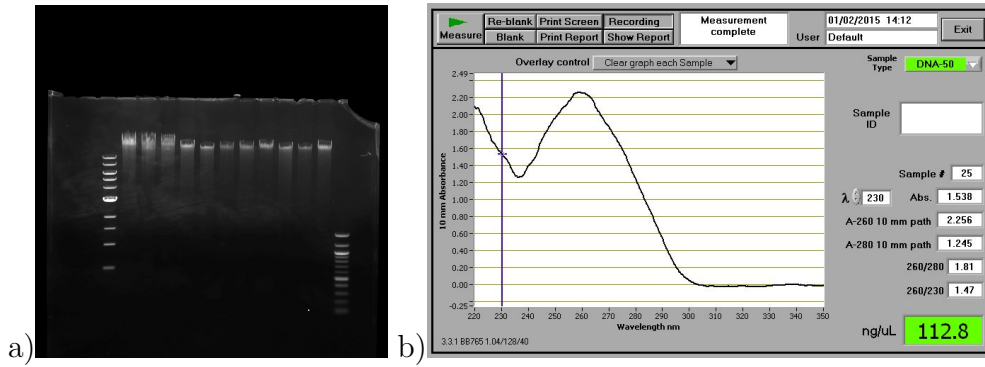 a)
b)
Measure
Re-blank Print Screen Recording
Blank Print Report Show Report
Measurement
complete
01/02/2015 14:12
User Default
Exit
Overlay control Clear graph each Sample
Sample
Type DNA-50
Sample
ID
Sample # 25
λ 230 Abs. 1.538
A-260 10 mm path 2.256
A-280 10 mm path 1.245
260/280 1.81
260/230 1.47
ng/uL 112.8
10 mm Absorbance
2.49
2.20
2.00
1.80
1.60
1.40
1.20
1.00
0.80
0.60
0.40
0.20
0.00
-0.25
220 230 240 250 260 270 280 290 300 310 320 330 340 350
Wavelength nm
3.3.1 BB765 1.04/128/40